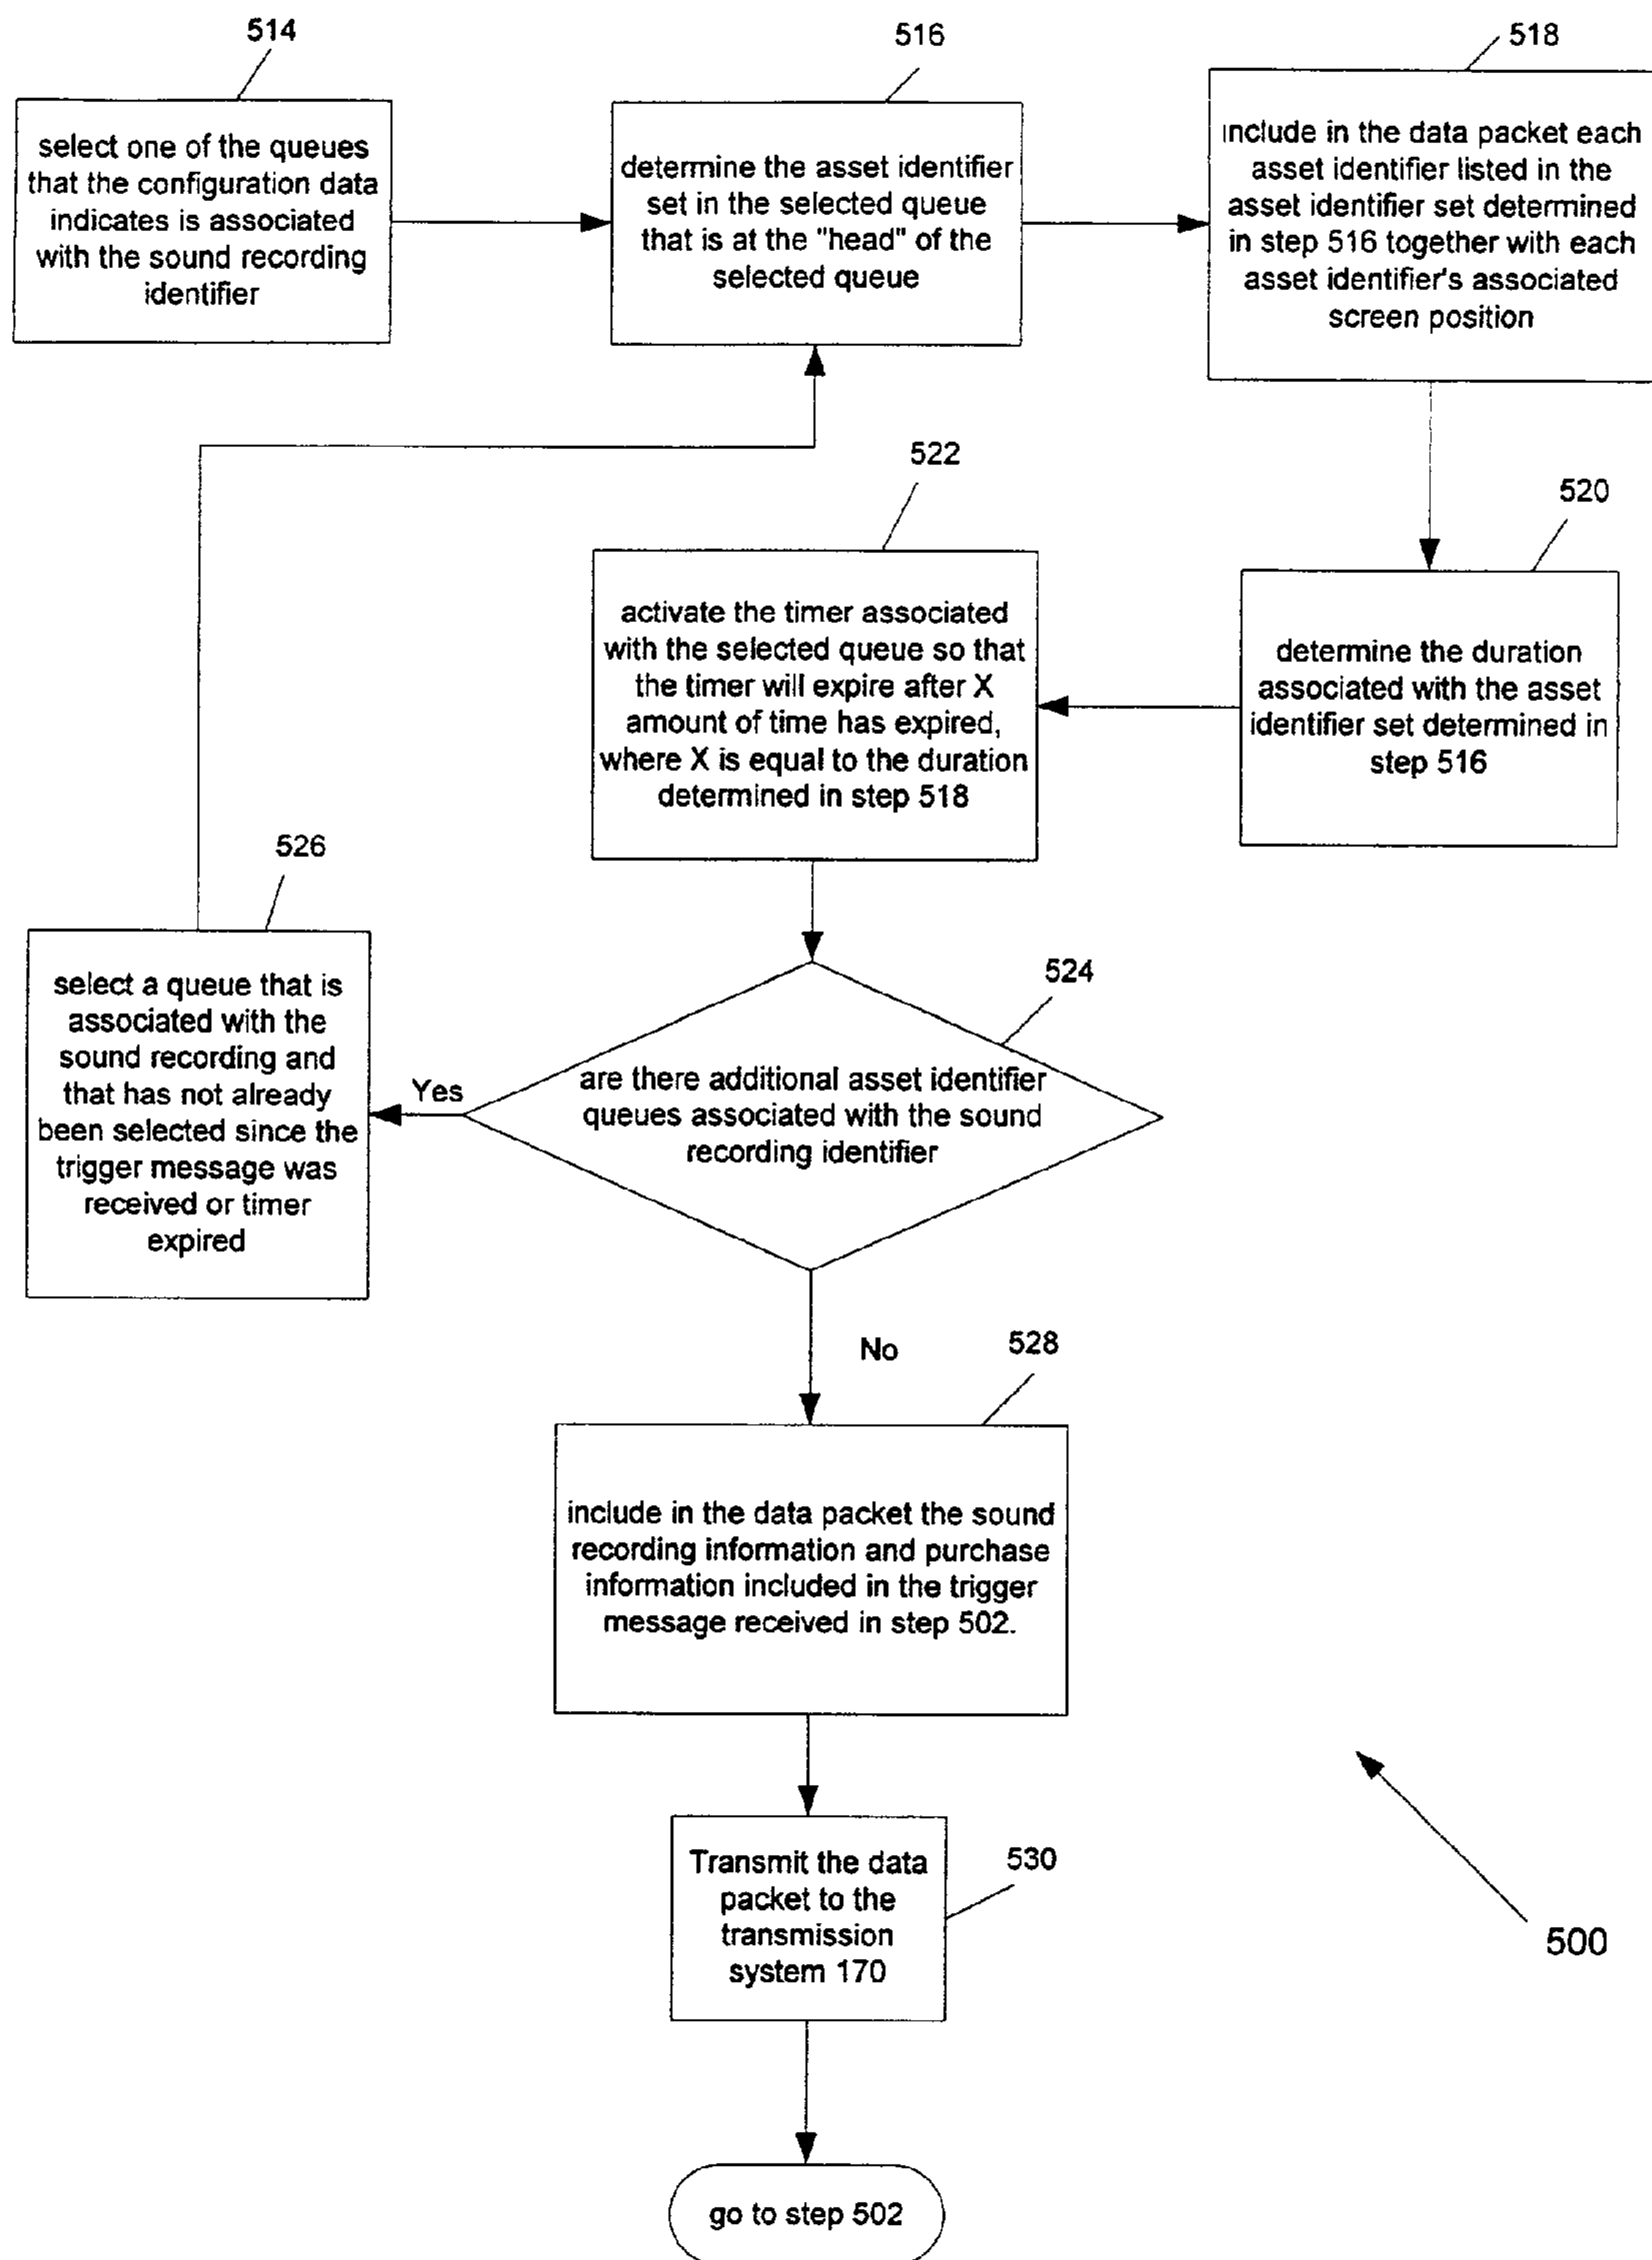 514
select one of the queues
that the configuration data
indicates is associated
with the sound recording
identifier
516
determine the asset identifier
set in the selected queue
that is at the "head" of the
selected queue
518
include in the data packet each
asset identifier listed in the
asset identifier set determined
in step 516 together with each
asset identifier's associated
screen position
520
determine the duration
associated with the asset
identifier set determined in
step 516
522
activate the timer associated
with the selected queue so that
the timer will expire after X
amount of time has expired,
where X is equal to the duration
determined in step 518
524
are there additional asset identifier
queues associated with the sound
recording identifier
Yes
526
select a queue that is
associated with the
sound recording and
that has not already
been selected since the
trigger message was
received or timer
expired
No
528
include in the data packet the sound
recording information and purchase
information included in the trigger
message received in step 502.
530
Transmit the data
packet to the
transmission
system 170
go to step 502
500